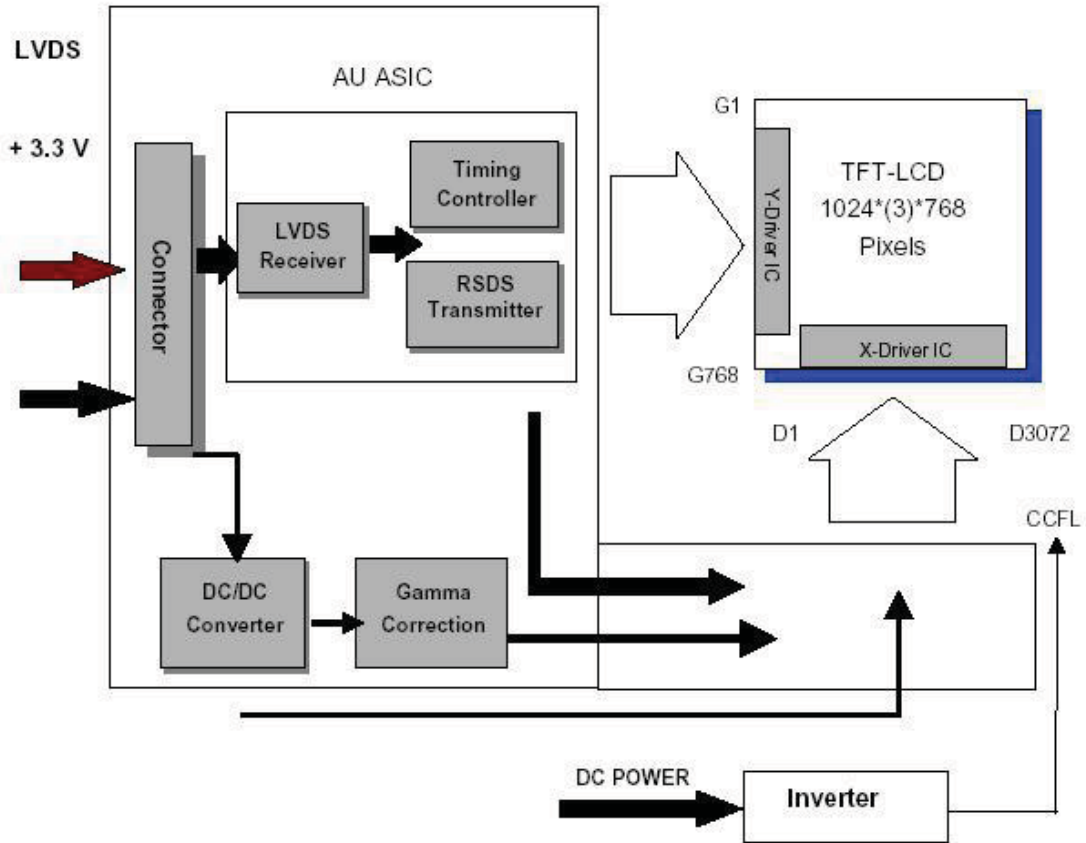 LVDS
+ 3.3 V
AU ASIC
Connector
LVDS
Receiver
Timing
Controller
RSDS
Transmitter
DC/DC
Converter
Gamma
Correction
G1
Y-Driver IC
TFT-LCD
1024*(3)*768
Pixels
X-Driver IC
G768
D1
D3072
CCFL
DC POWER
Inverter